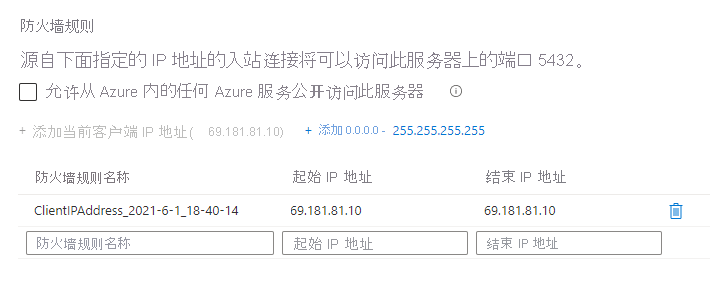 防火墙规则
源自下面指定的 IP 地址的入站连接将可以访问此服务器上的端口 5432。
允许从 Azure 内的任何 Azure 服务公开访问此服务器
+ 添加当前客户端 IP 地址( 69.181.81.10) + 添加 0.0.0.0 - 255.255.255.255
防火墙规则名称 起始 IP 地址 结束 IP 地址
ClientIPAddress_2021-6-1_18-40-14 69.181.81.10 69.181.81.10
防火墙规则名称 起始 IP 地址 结束 IP 地址